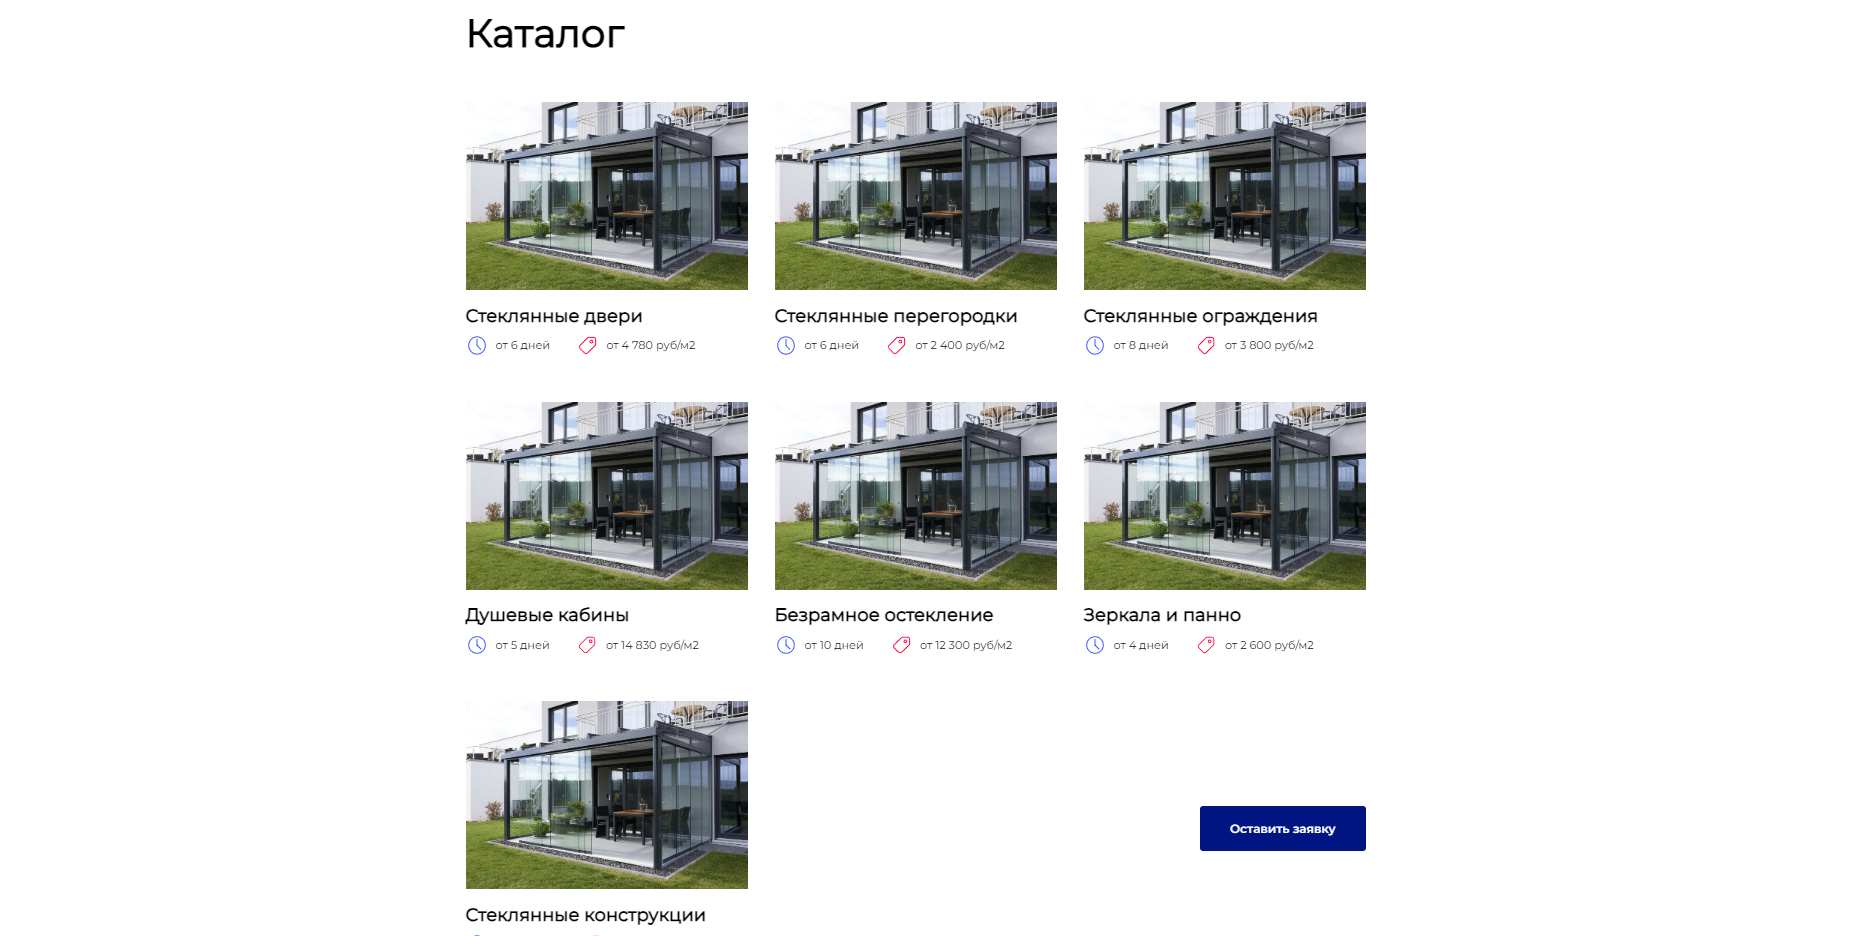 Каталог
Стеклянные двери
от 6 дней от 4 780 руб/м2
Стеклянные перегородки
от 6 дней от 2 400 руб/м2
Стеклянные ограждения
от 8 дней от 3 800 руб/м2
Душевые кабины
от 5 дней от 14 830 руб/м2
Безрамное остекление
от 10 дней от 12 300 руб/м2
Зеркала и панно
от 4 дней от 2 600 руб/м2
Стеклянные конструкции
Оставить заявку